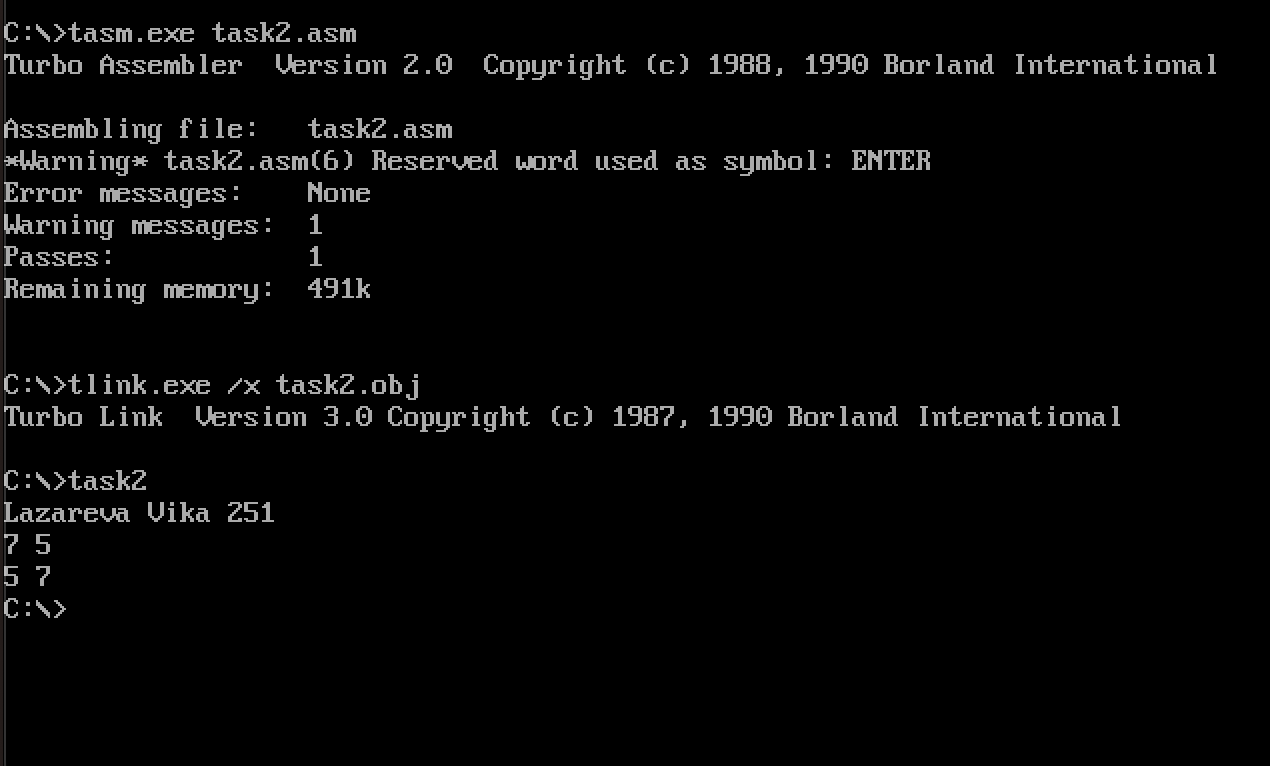 C:\>tasm.exe task2.asm
Turbo Assembler  Version 2.0  Copyright (c) 1988, 1990 Borland International
Assembling file:   task2.asm
*Warning* task2.asm(6) Reserved word used as symbol: ENTER
Error messages:    None
Warning messages:  1
Passes:            1
Remaining memory:  491k
C:\>tlink.exe /x task2.obj
Turbo Link  Version 3.0 Copyright (c) 1987, 1990 Borland International
C:\>task2
Lazareva Vika 251
7 5
5 7
C:\>